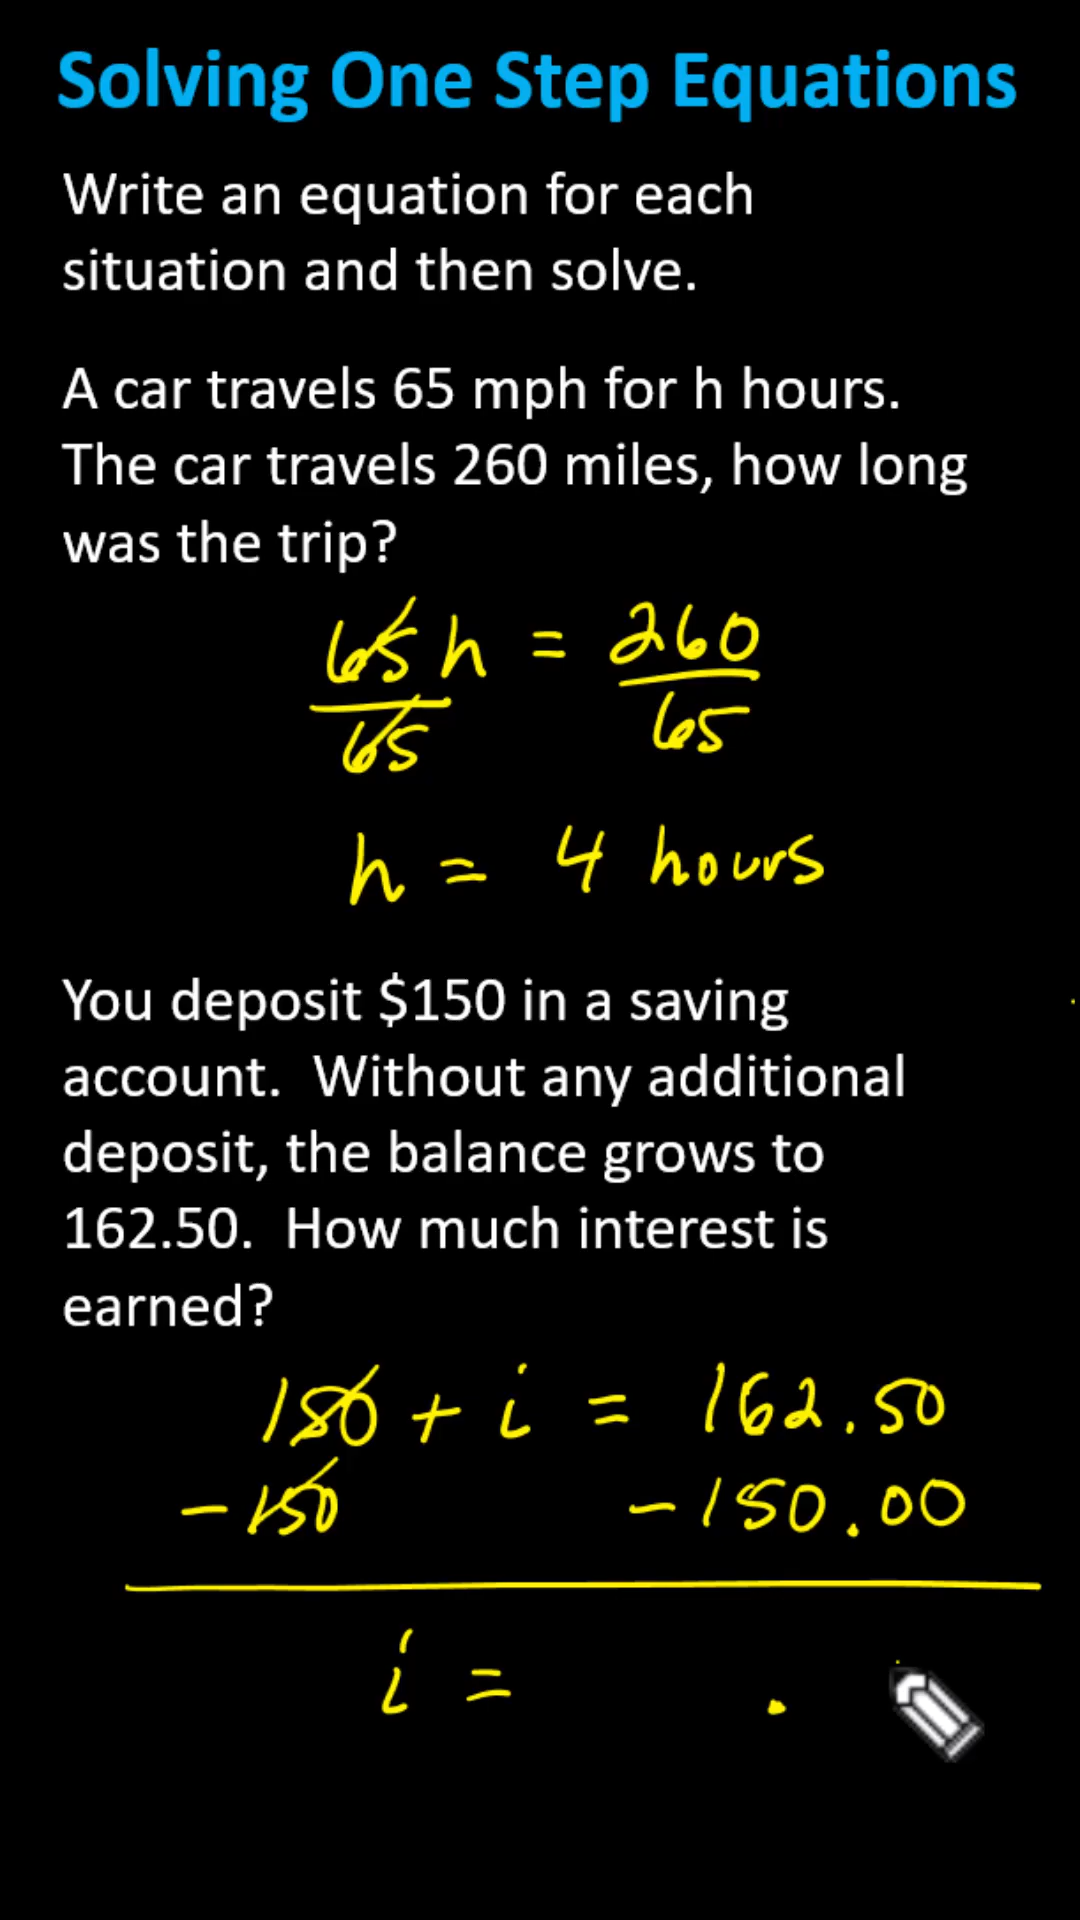 Solving One Step Equations
Write an equation for each
situation and then solve.
A car travels 65 mph for h hours.
The car travels 260 miles, how long
was the trip?
65 h = 260
65 65
h = 4 hours
You deposit $150 in a saving
account. Without any additional
deposit, the balance grows to
162.50. How much interest is
earned?
150 + i = 162.50
- 150 - 150.00
i = .